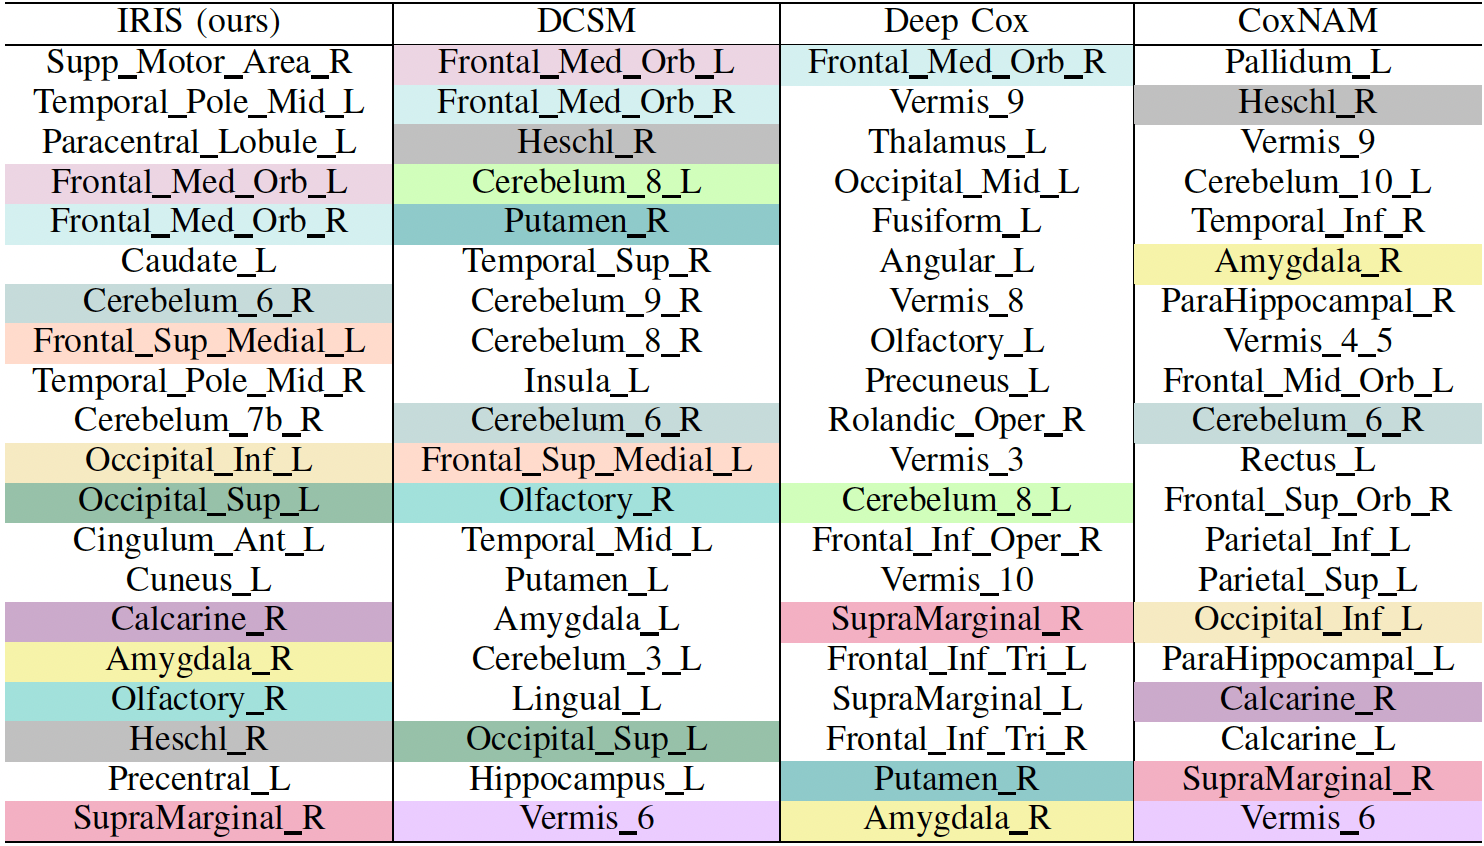 IRIS (ours) DCSM Deep Cox CoxNAM
Supp_Motor_Area_R Frontal_Med_Orb_L Frontal_Med_Orb_R Pallidum_L
Temporal_Pole_Mid_L Frontal_Med_Orb_R Vermis_9 Heschl_R
Paracentral_Lobule_L Heschl_R Thalamus_L Vermis_9
Frontal_Med_Orb_L Cerebelum_8_L Occipital_Mid_L Cerebelum_10_L
Frontal_Med_Orb_R Putamen_R Fusiform_L Temporal_Inf_R
Caudate_L Temporal_Sup_R Angular_L Amygdala_R
Cerebelum_6_R Cerebelum_9_R Vermis_8 ParaHippocampal_R
Frontal_Sup_Medial_L Cerebelum_8_R Olfactory_L Vermis_4_5
Temporal_Pole_Mid_R Insula_L Precuneus_L Frontal_Mid_Orb_L
Cerebelum_7b_R Cerebelum_6_R Rolandic_Oper_R Cerebelum_6_R
Occipital_Inf_L Frontal_Sup_Medial_L Vermis_3 Rectus_L
Occipital_Sup_L Olfactory_R Cerebelum_8_L Frontal_Sup_Orb_R
Cingulum_Ant_L Temporal_Mid_L Frontal_Inf_Oper_R Parietal_Inf_L
Cuneus_L Putamen_L Vermis_10 Parietal_Sup_L
Calcarine_R Amygdala_L SupraMarginal_R Occipital_Inf_L
Amygdala_R Cerebelum_3_L Frontal_Inf_Tri_L ParaHippocampal_L
Olfactory_R Lingual_L SupraMarginal_L Calcarine_R
Heschl_R Occipital_Sup_L Frontal_Inf_Tri_R Calcarine_L
Precentral_L Hippocampus_L Putamen_R SupraMarginal_R
SupraMarginal_R Vermis_6 Amygdala_R Vermis_6